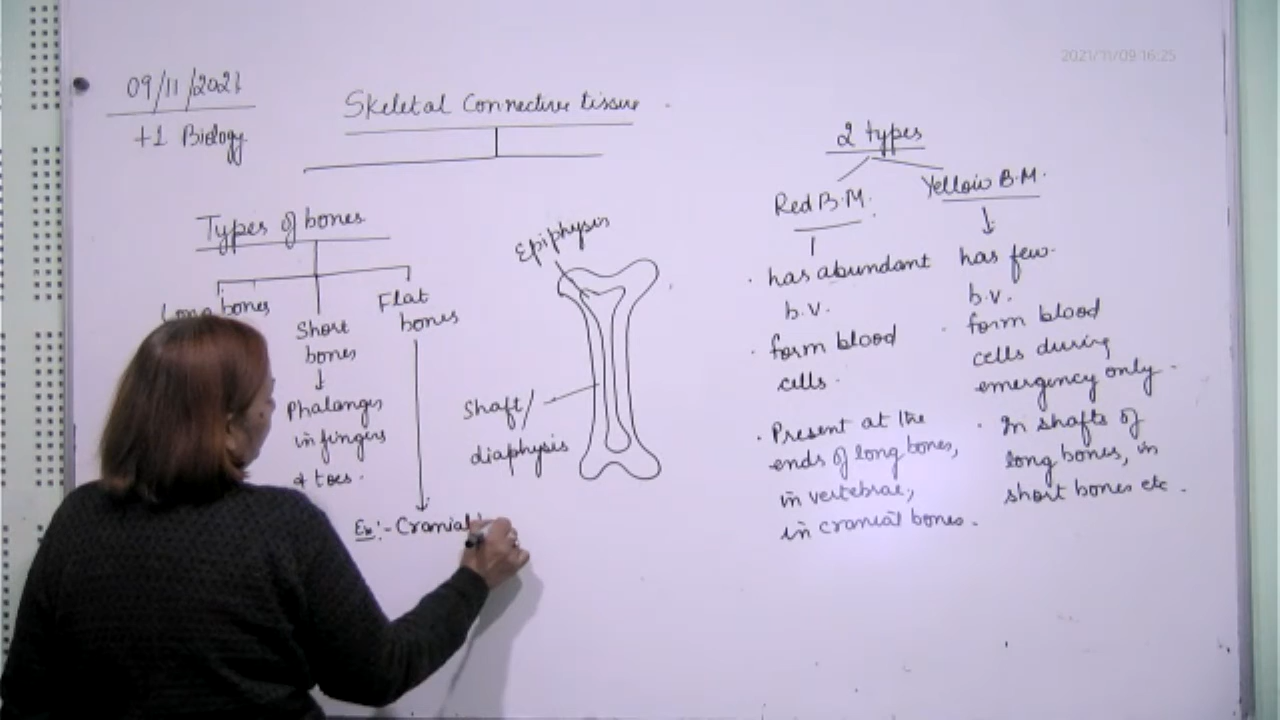 2021/11/09 16:25
09/11/2021
+1 Biology
Skeletal Connective tissue
Types of bones
Long bones
Short
bones
Phalanges
in fingers
& toes.
Flat
bones
Ex:- Cranial
Epiphysis
Shaft/
diaphysis
2 types
Red B.M.
. has abundant
b.v.
. form blood
cells.
. Present at the
ends of long bones,
in vertebrae,
in cranial bones.
Yellow B.M.
has few
b.v.
. form blood
cells during
emergency only.
. In shafts of
long bones, in
short bones etc.